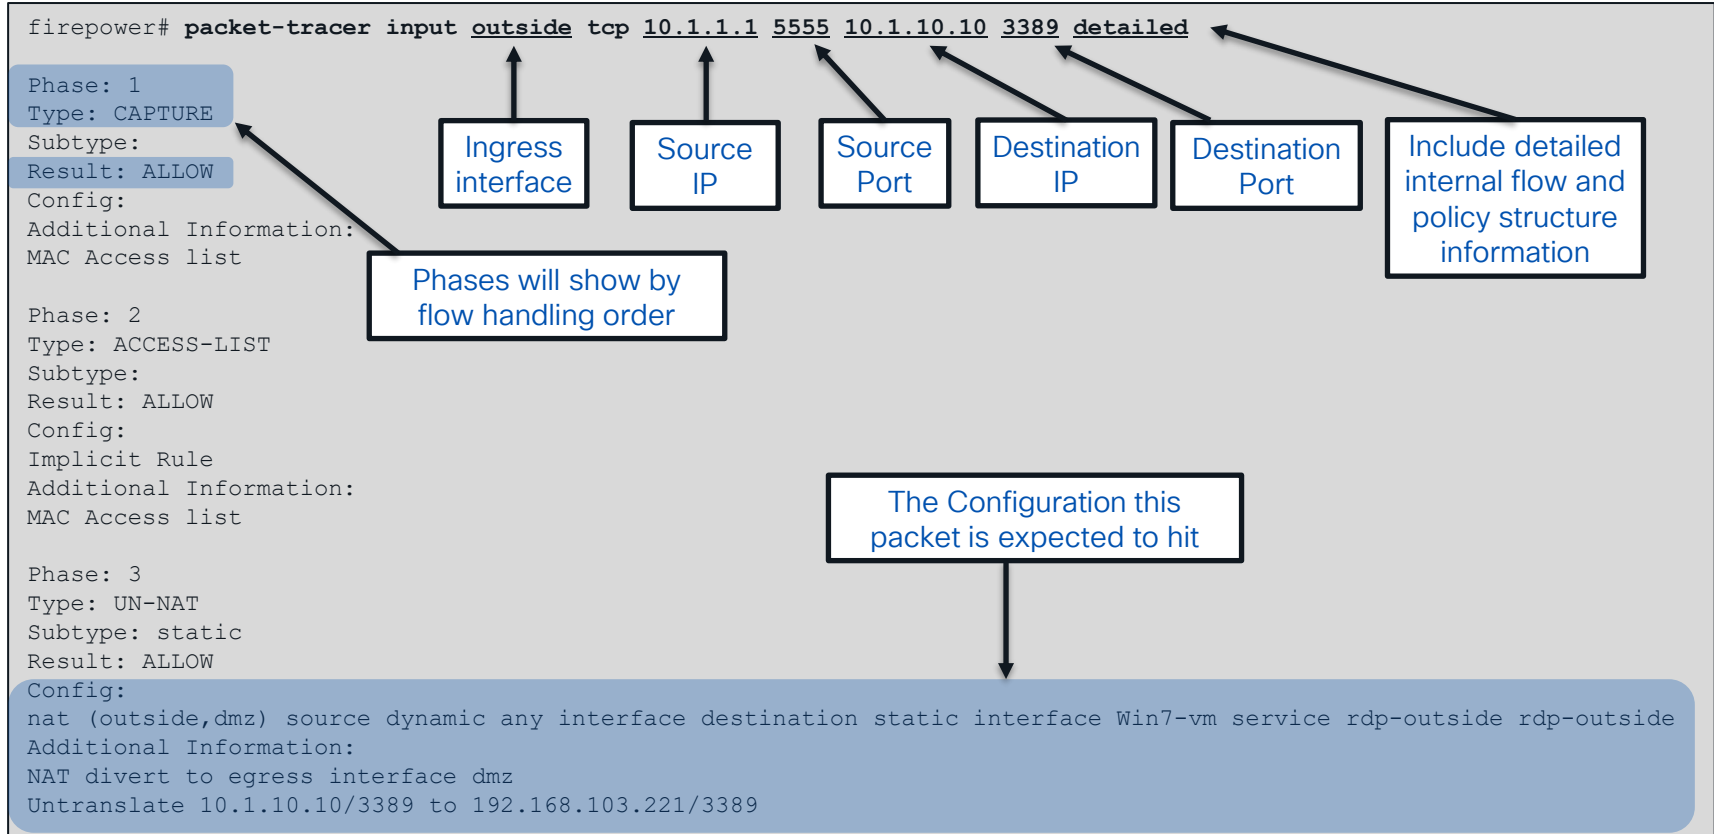 firepower# packet-tracer input outside tcp 10.1.1.1 5555 10.1.10.10 3389 detailed
Phase: 1
Type: CAPTURE
Subtype:
Result: ALLOW
Config:
Additional Information:
MAC Access list
Ingress
interface
Source
IP
Source
Port
Destination
IP
Destination
Port
Include detailed
internal flow and
policy structure
information
Phases will show by
flow handling order
Phase: 2
Type: ACCESS-LIST
Subtype:
Result: ALLOW
Config:
Implicit Rule
Additional Information:
MAC Access list
The Configuration this
packet is expected to hit
Phase: 3
Type: UN-NAT
Subtype: static
Result: ALLOW
Config:
nat (outside,dmz) source dynamic any interface destination static interface Win7-vm service rdp-outside rdp-outside
Additional Information:
NAT divert to egress interface dmz
Untranslate 10.1.10.10/3389 to 192.168.103.221/3389